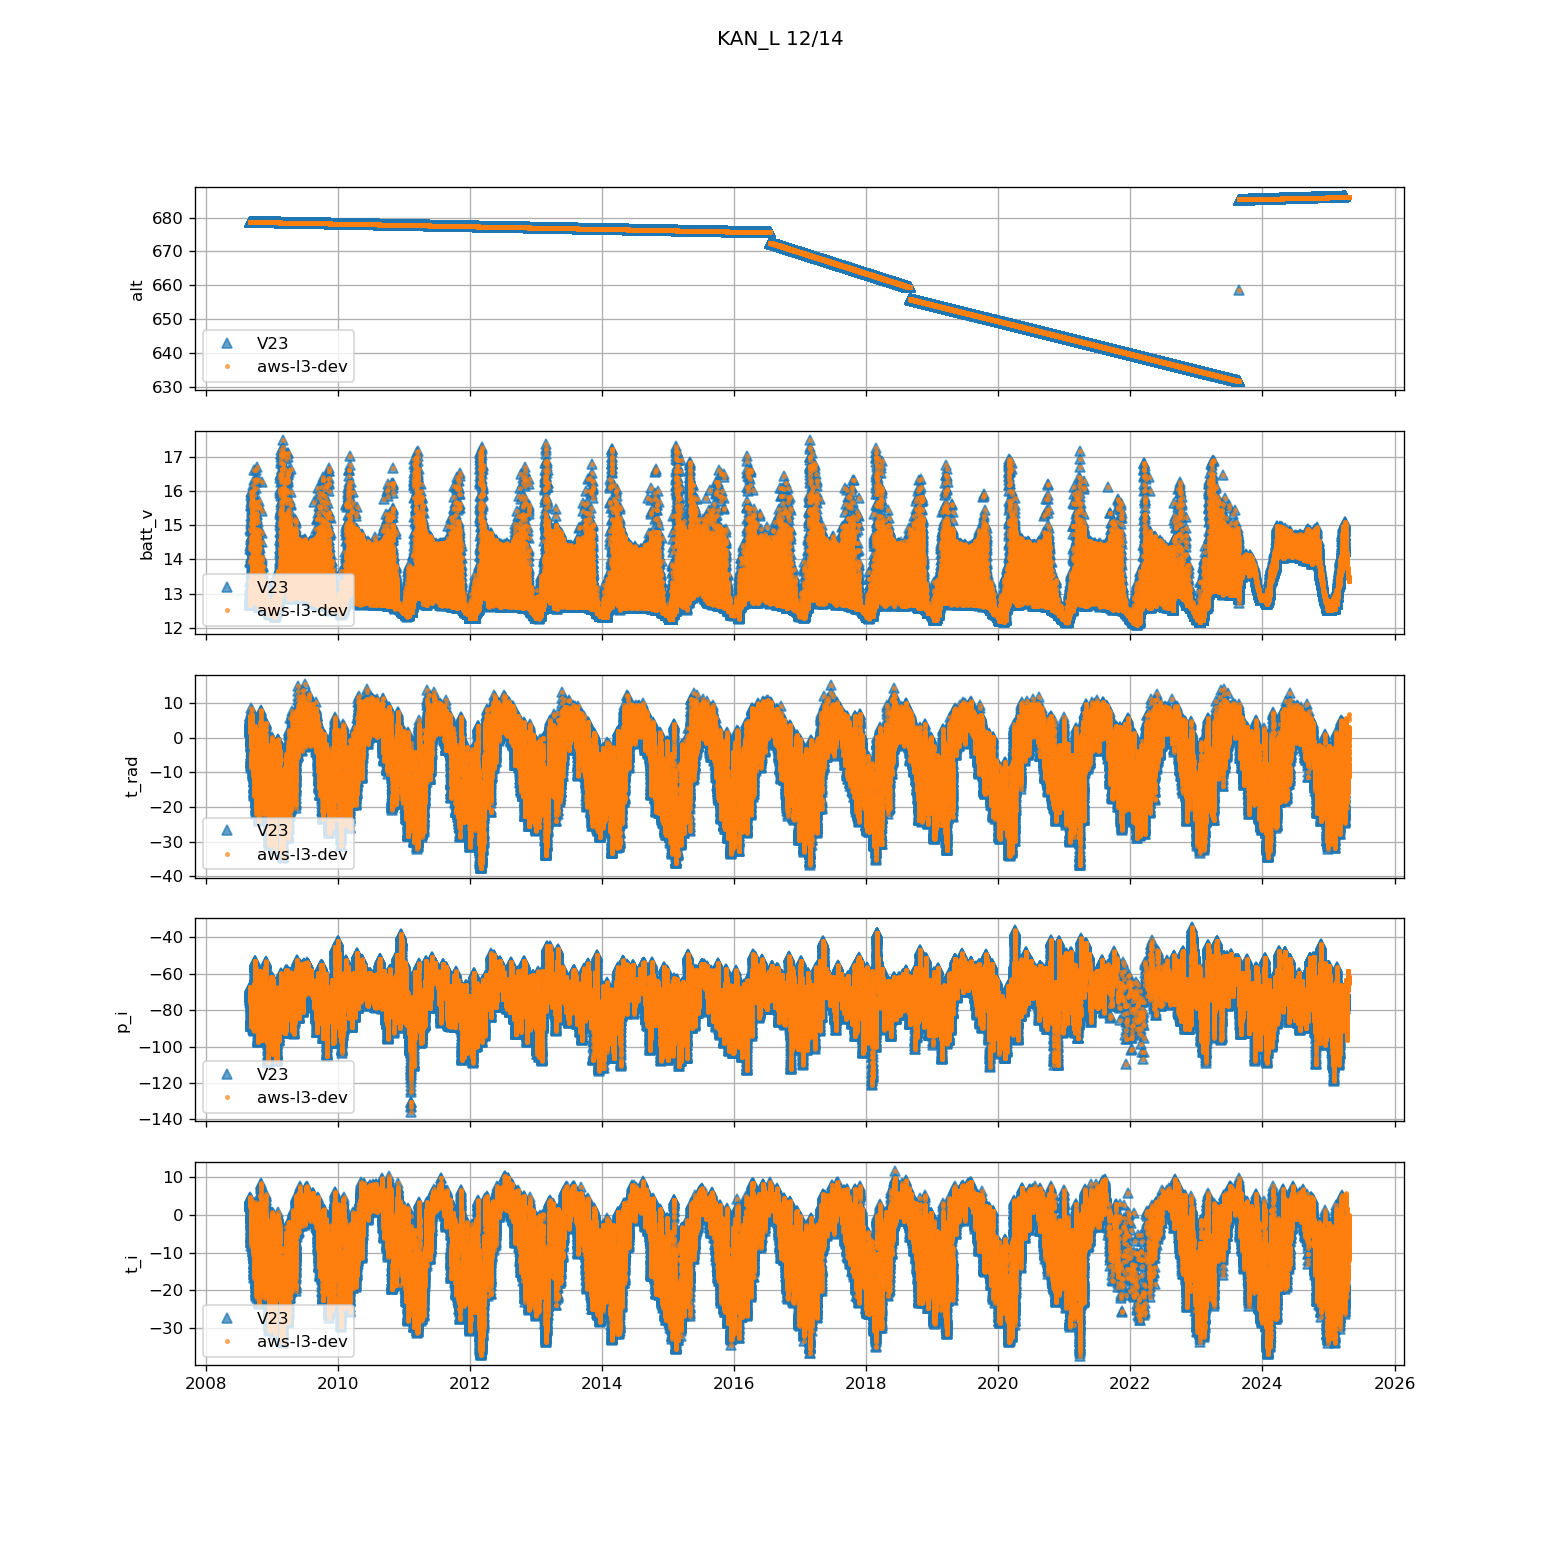 KAN_L 12/14
680
670
660
650
640
630
alt
V23
aws-l3-dev
17
16
15
14
13
12
batt_v
V23
aws-l3-dev
10
0
−10
−20
−30
−40
t_rad
V23
aws-l3-dev
−40
−60
−80
−100
−120
−140
p_i
V23
aws-l3-dev
10
0
−10
−20
−30
t_i
V23
aws-l3-dev
2008 2010 2012 2014 2016 2018 2020 2022 2024 2026